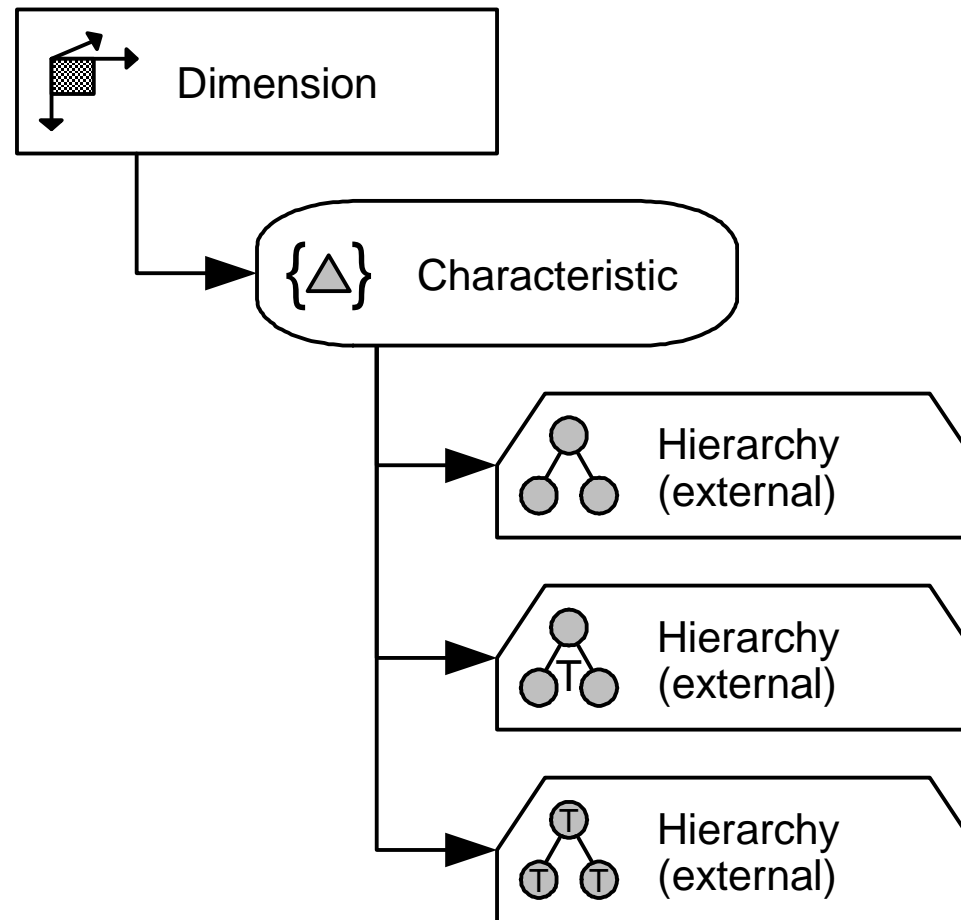 Dimension
{ } Characteristic
Hierarchy
(external)
T
Hierarchy
(external)
T
T T
Hierarchy
(external)